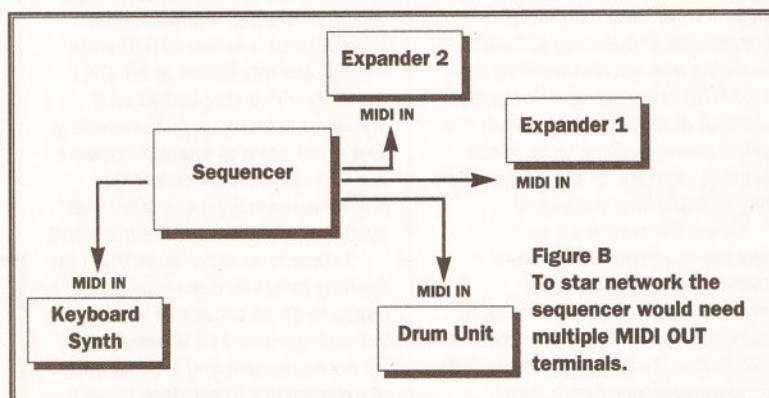 Expander 2
MIDI IN
Expander 1
MIDI IN
Sequencer
MIDI IN
Keyboard
Synth
MIDI IN
Drum Unit
Figure B
To star network the
sequencer would need
multiple MIDI OUT
terminals.